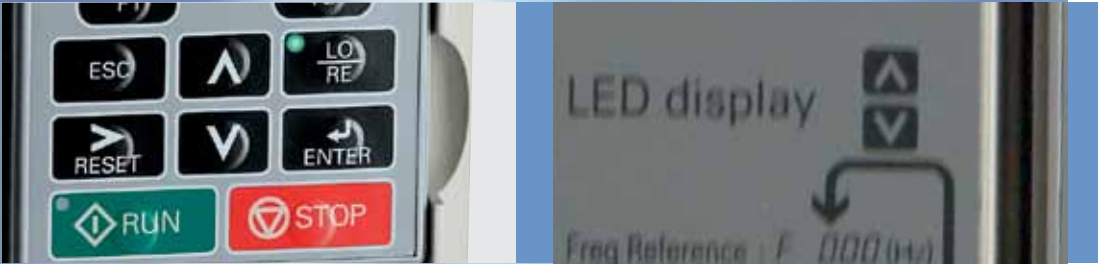 ESC
LO
RE
RESET
ENTER
RUN
STOP
LED display
Freq Reference : F 000 (Hz)